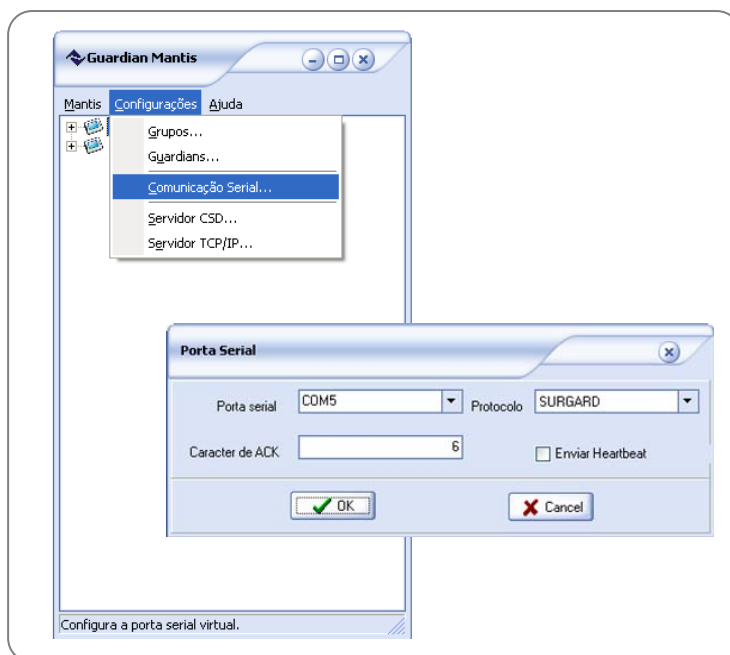 Guardian Mantis
Mantis Configurações Ajuda
Grupos...
Guardians...
Comunicação Serial...
Servidor CSD...
Servidor TCP/IP...
Porta Serial
Porta serial COM5 Protocolo SURGARD
Caracter de ACK 6 Enviar Heartbeat
OK Cancel
Configura a porta serial virtual.